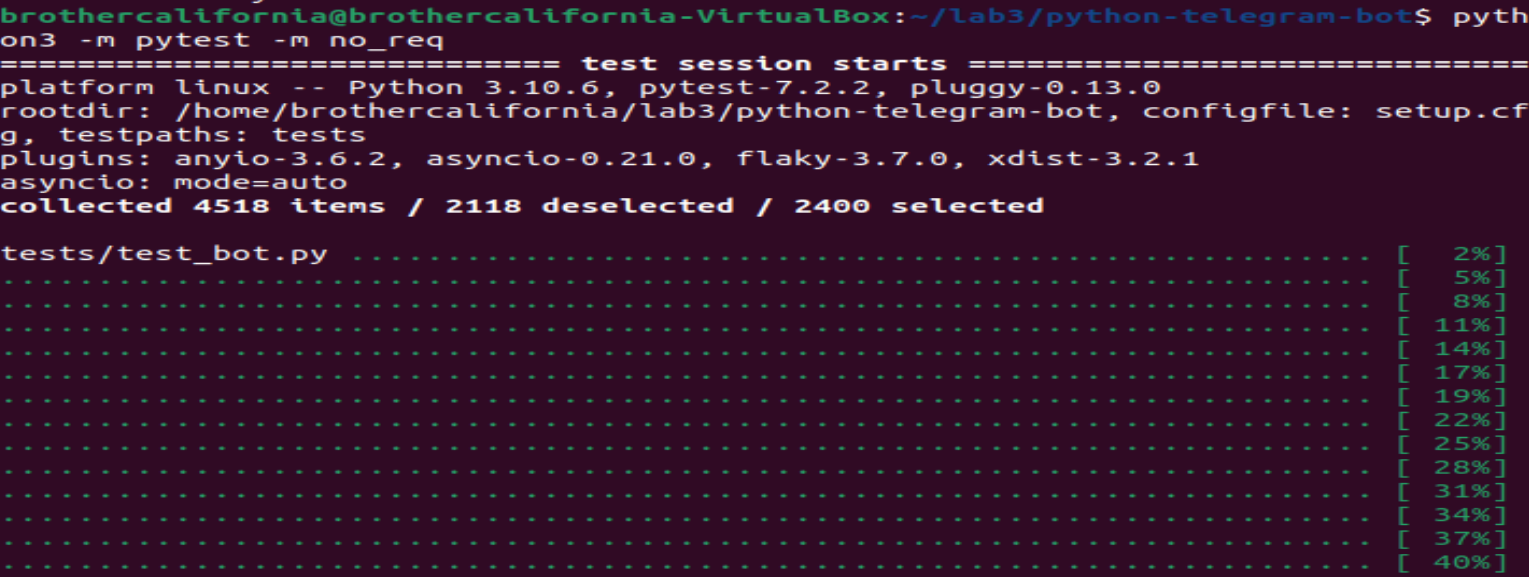 brothercalifornia@brothercalifornia-VirtualBox:~/lab3/python-telegram-bot$ pyth
on3 -m pytest -m no_req
============================= test session starts =============================
platform linux -- Python 3.10.6, pytest-7.2.2, pluggy-0.13.0
rootdir: /home/brothercalifornia/lab3/python-telegram-bot, configfile: setup.cf
g, testpaths: tests
plugins: anyio-3.6.2, asyncio-0.21.0, flaky-3.7.0, xdist-3.2.1
asyncio: mode=auto
collected 4518 items / 2118 deselected / 2400 selected
tests/test_bot.py ..................................................... [  2%]
....................................................................... [  5%]
....................................................................... [  8%]
....................................................................... [ 11%]
....................................................................... [ 14%]
....................................................................... [ 17%]
....................................................................... [ 19%]
....................................................................... [ 22%]
....................................................................... [ 25%]
....................................................................... [ 28%]
....................................................................... [ 31%]
....................................................................... [ 34%]
....................................................................... [ 37%]
....................................................................... [ 40%]